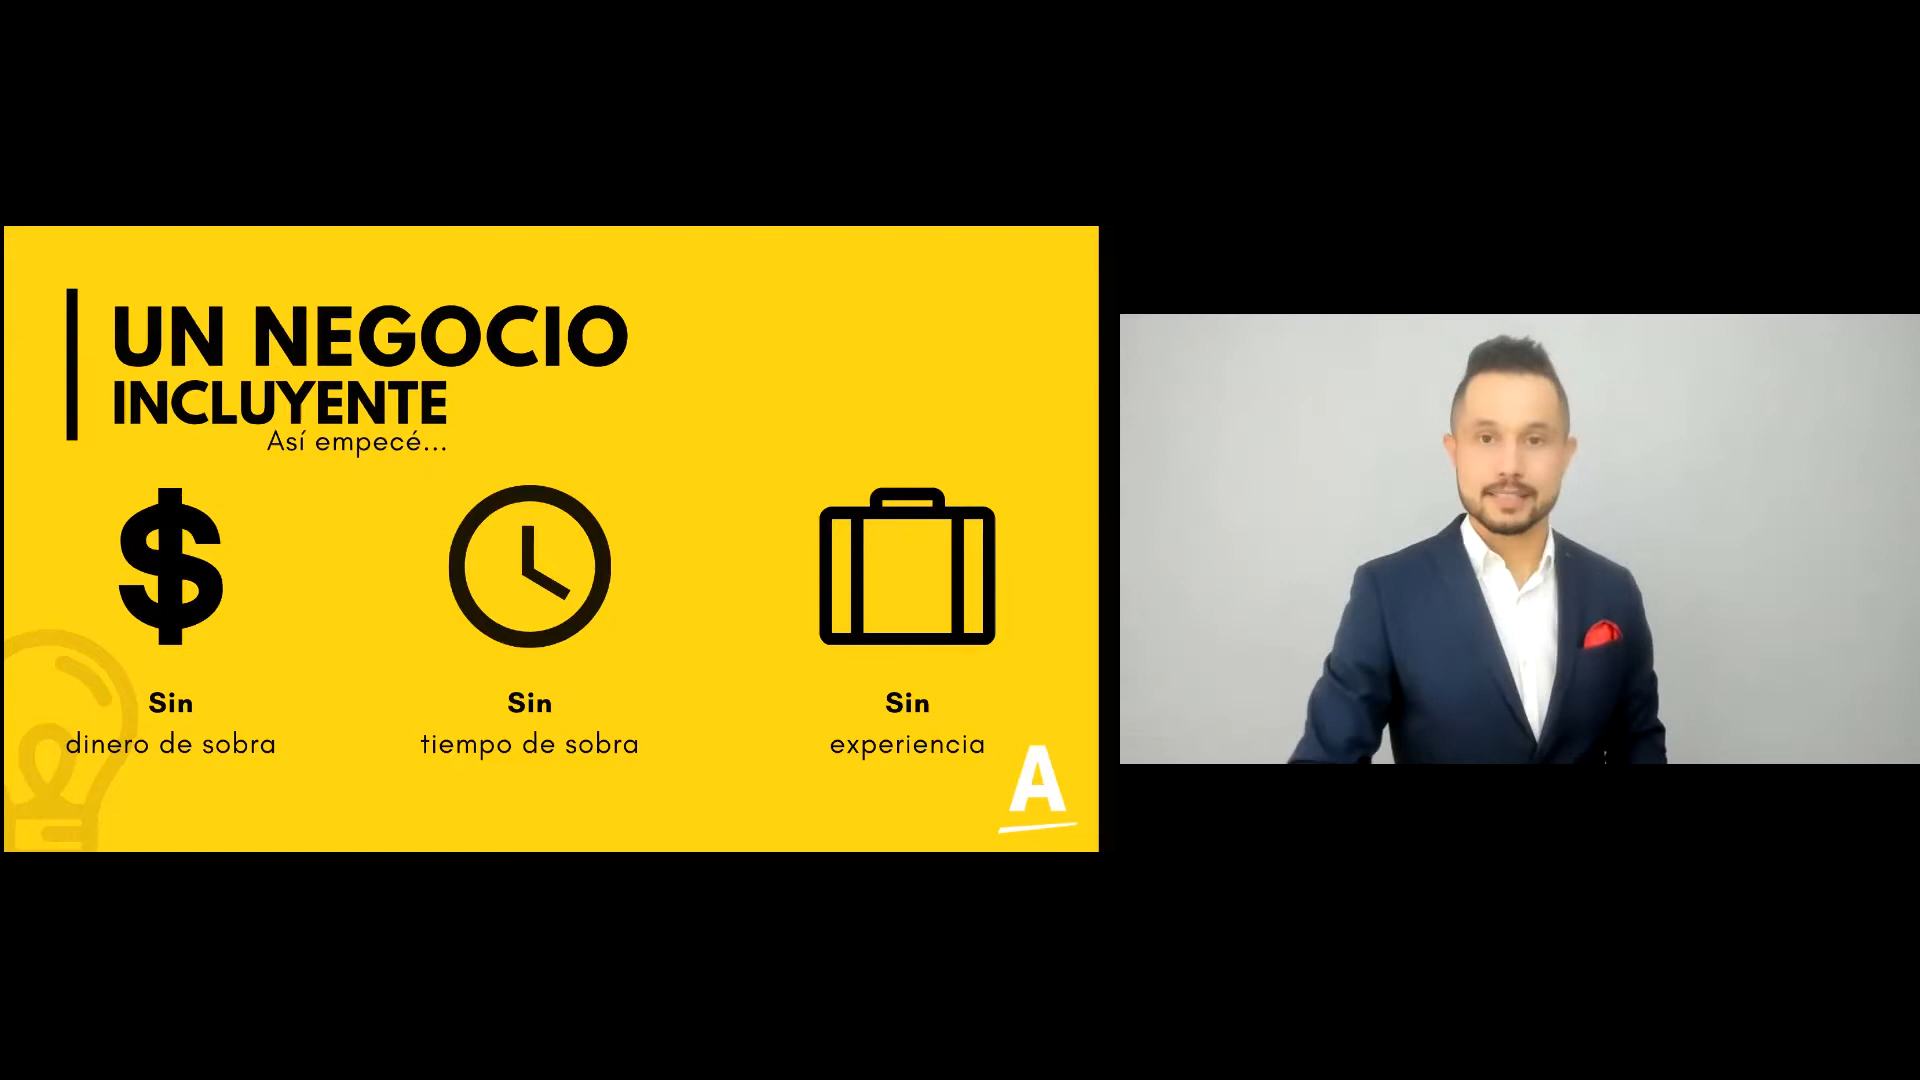 UN NEGOCIO
INCLUYENTE
Así empecé...
$
Sin
dinero de sobra
Sin
tiempo de sobra
Sin
experiencia
A